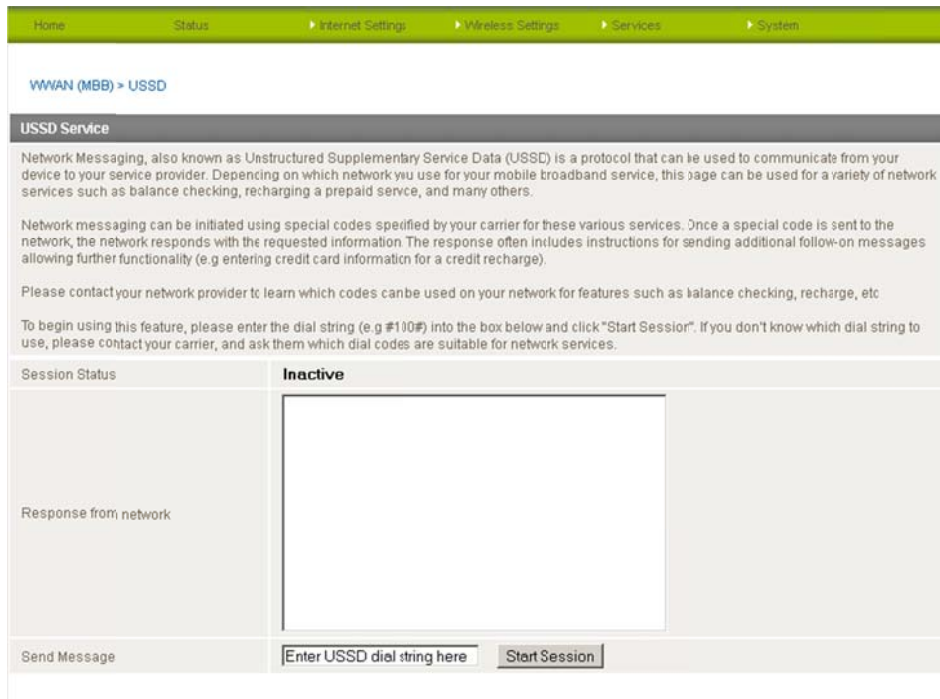 Home Status Internet Settings Wireless Settings Services System
WWAN (MBB) > USSD
USSD Service
Network Messaging, also known as Unstructured Supplementary Service Data (USSD) is a protocol that can be used to communicate from your
device to your service provider. Depending on which network you use for your mobile broadband service, this page can be used for a variety of network
services such as balance checking, recharging a prepaid servce, and many others.
Network messaging can be initiated using special codes specified by your carrier for these various services. Once a special code is sent to the
network, the network responds with the requested information. The response often includes instructions for sending additional follow-on messages
allowing further functionality (e.g entering credit card information for a credit recharge).
Please contact your network provider to learn which codes can be used on your network for features such as balance checking, recharge, etc
To begin using this feature, please enter the dial string (e.g #100#) into the box below and click "Start Session". If you don't know which dial string to
use, please contact your carrier, and ask them which dial codes are suitable for network services.
Session Status Inactive
Response from network
Send Message Enter USSD dial string here Start Session